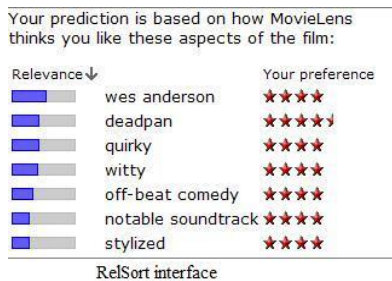 Your prediction is based on how MovieLens
thinks you like these aspects of the film:
Relevance Your preference
wes anderson
deadpan
quirky
witty
off-beat comedy
notable soundtrack
stylized
RelSort interface